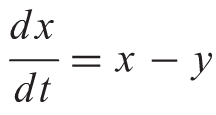 dx/dt = x − y